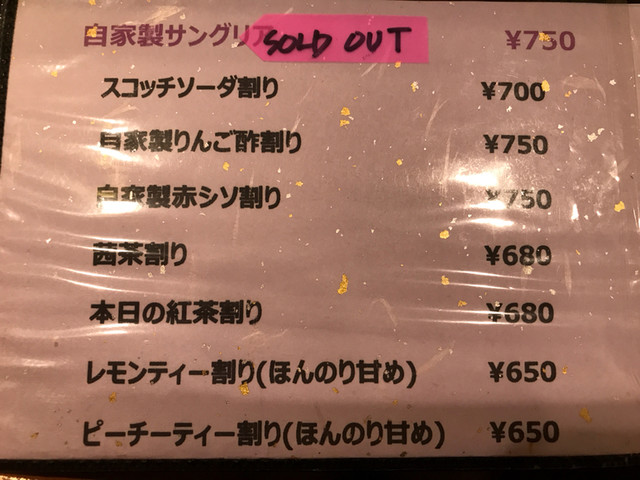 自家製サングリア SOLD OUT ¥750
スコッチソーダ割り ¥700
自家製りんご酢割り ¥750
自家製赤シソ割り ¥750
茜茶割り ¥680
本日の紅茶割り ¥680
レモンティー割り(ほんのり甘め) ¥650
ピーチーティー割り(ほんのり甘め) ¥650